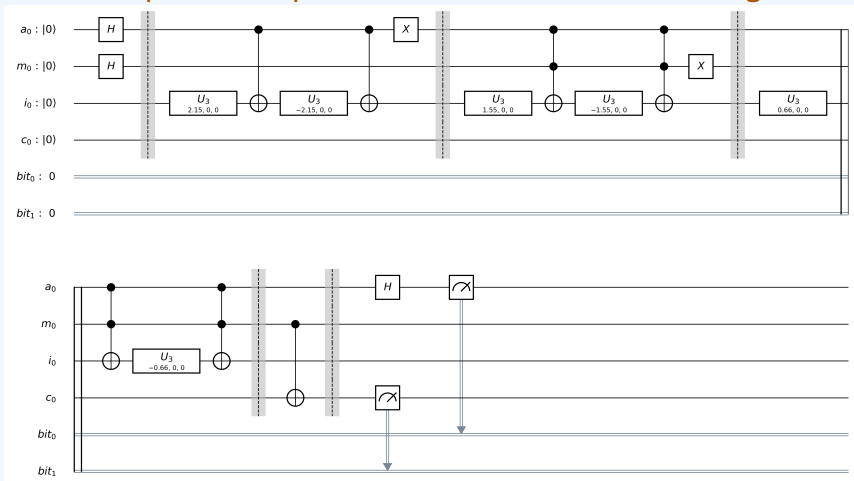 a₀ : |0⟩ H X
m₀ : |0⟩ H X
i₀ : |0⟩ U₃ U₃ U₃ U₃ U₃
2.15, 0, 0 −2.15, 0, 0 1.55, 0, 0 −1.55, 0, 0 0.66, 0, 0
c₀ : |0⟩
bit₀ : 0
bit₁ : 0
a₀ H
m₀
i₀ U₃
−0.66, 0, 0
c₀
bit₀
bit₁